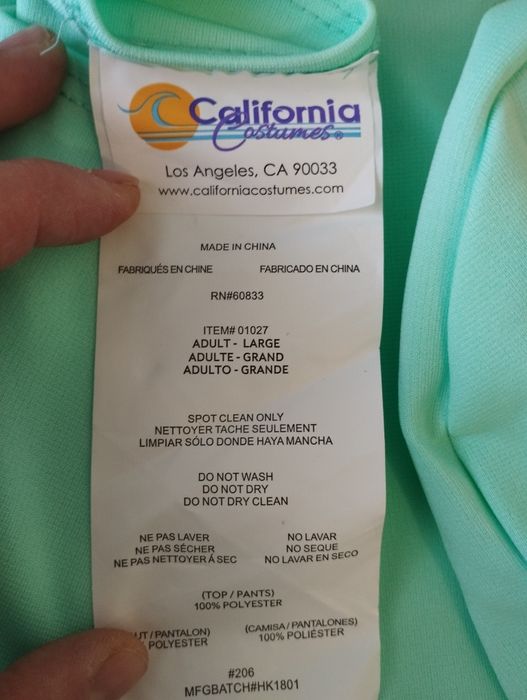 California
Costumes®
Los Angeles, CA 90033
www.californiacostumes.com
MADE IN CHINA
FABRIQUÉS EN CHINE FABRICADO EN CHINA
RN#60833
ITEM# 01027
ADULT - LARGE
ADULTE - GRAND
ADULTO - GRANDE
SPOT CLEAN ONLY
NETTOYER TACHE SEULEMENT
LIMPIAR SÓLO DONDE HAYA MANCHA
DO NOT WASH
DO NOT DRY
DO NOT DRY CLEAN
NE PAS LAVER NO LAVAR
NE PAS SÉCHER NO SEQUE
NE PAS NETTOYER Á SEC NO LAVAR EN SECO
(TOP / PANTS)
100% POLYESTER
/ PANTALON) (CAMISA / PANTALONES)
POLYESTER 100% POLIÉSTER
#206
MFGBATCH#HK1801